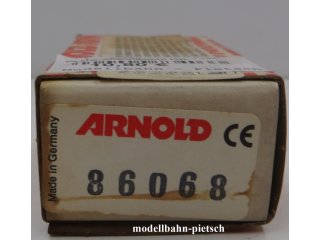 Made in Germany
ARNOLD CE
86068
modellbahn-pietsch